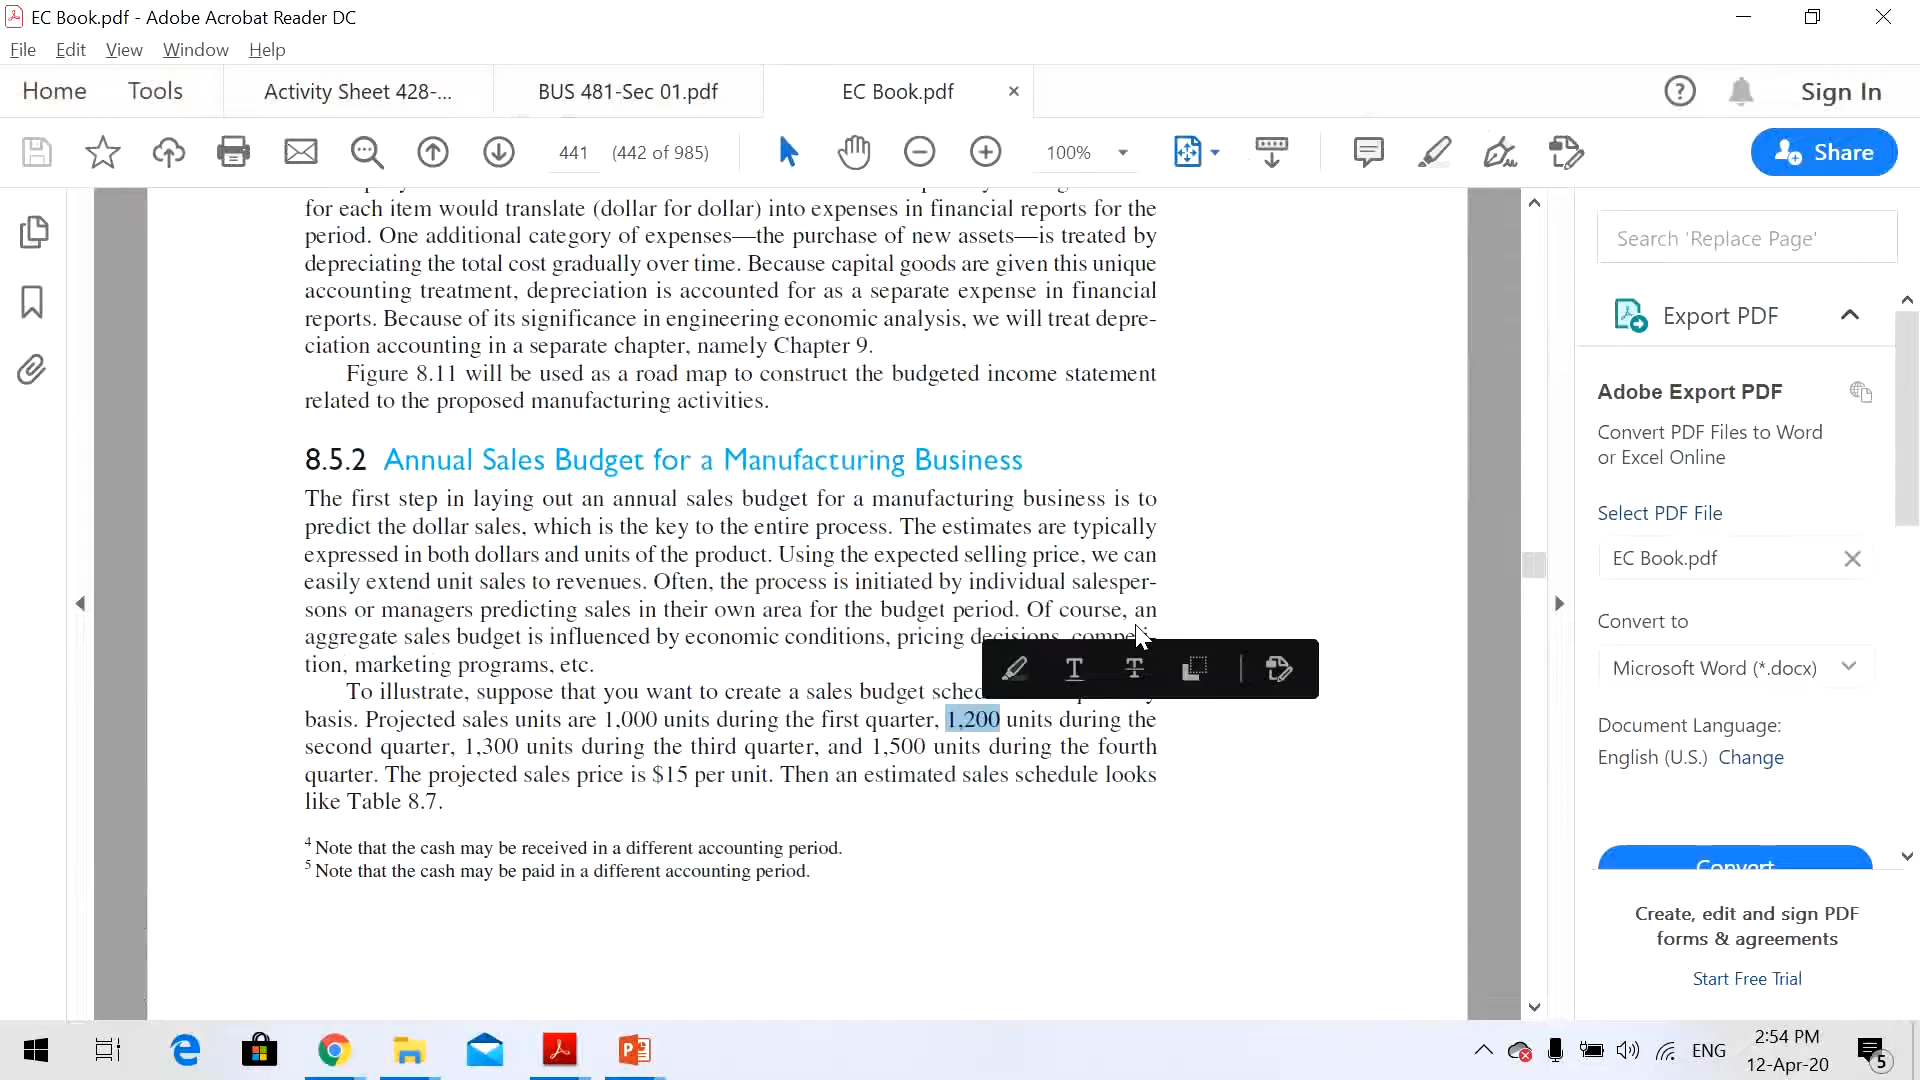 EC Book.pdf - Adobe Acrobat Reader DC
File Edit View Window Help
Home Tools Activity Sheet 428-... BUS 481-Sec 01.pdf EC Book.pdf × Sign In
441 (442 of 985) 100% Share
for each item would translate (dollar for dollar) into expenses in financial reports for the
period. One additional category of expenses—the purchase of new assets—is treated by
depreciating the total cost gradually over time. Because capital goods are given this unique
accounting treatment, depreciation is accounted for as a separate expense in financial
reports. Because of its significance in engineering economic analysis, we will treat depre-
ciation accounting in a separate chapter, namely Chapter 9.
Figure 8.11 will be used as a road map to construct the budgeted income statement
related to the proposed manufacturing activities.
8.5.2 Annual Sales Budget for a Manufacturing Business
The first step in laying out an annual sales budget for a manufacturing business is to
predict the dollar sales, which is the key to the entire process. The estimates are typically
expressed in both dollars and units of the product. Using the expected selling price, we can
easily extend unit sales to revenues. Often, the process is initiated by individual salesper-
sons or managers predicting sales in their own area for the budget period. Of course, an
aggregate sales budget is influenced by economic conditions, pricing decisions,
tion, marketing programs, etc.
To illustrate, suppose that you want to create a sales budget
basis. Projected sales units are 1,000 units during the first quarter, 1,200 units during the
second quarter, 1,300 units during the third quarter, and 1,500 units during the fourth
quarter. The projected sales price is $15 per unit. Then an estimated sales schedule looks
like Table 8.7.
4 Note that the cash may be received in a different accounting period.
5 Note that the cash may be paid in a different accounting period.
Search 'Replace Page'
Export PDF
Adobe Export PDF
Convert PDF Files to Word
or Excel Online
Select PDF File
EC Book.pdf
Convert to
Microsoft Word (*.docx)
Document Language:
English (U.S.) Change
Convert
Create, edit and sign PDF
forms & agreements
Start Free Trial
ENG
2:54 PM
12-Apr-20
5